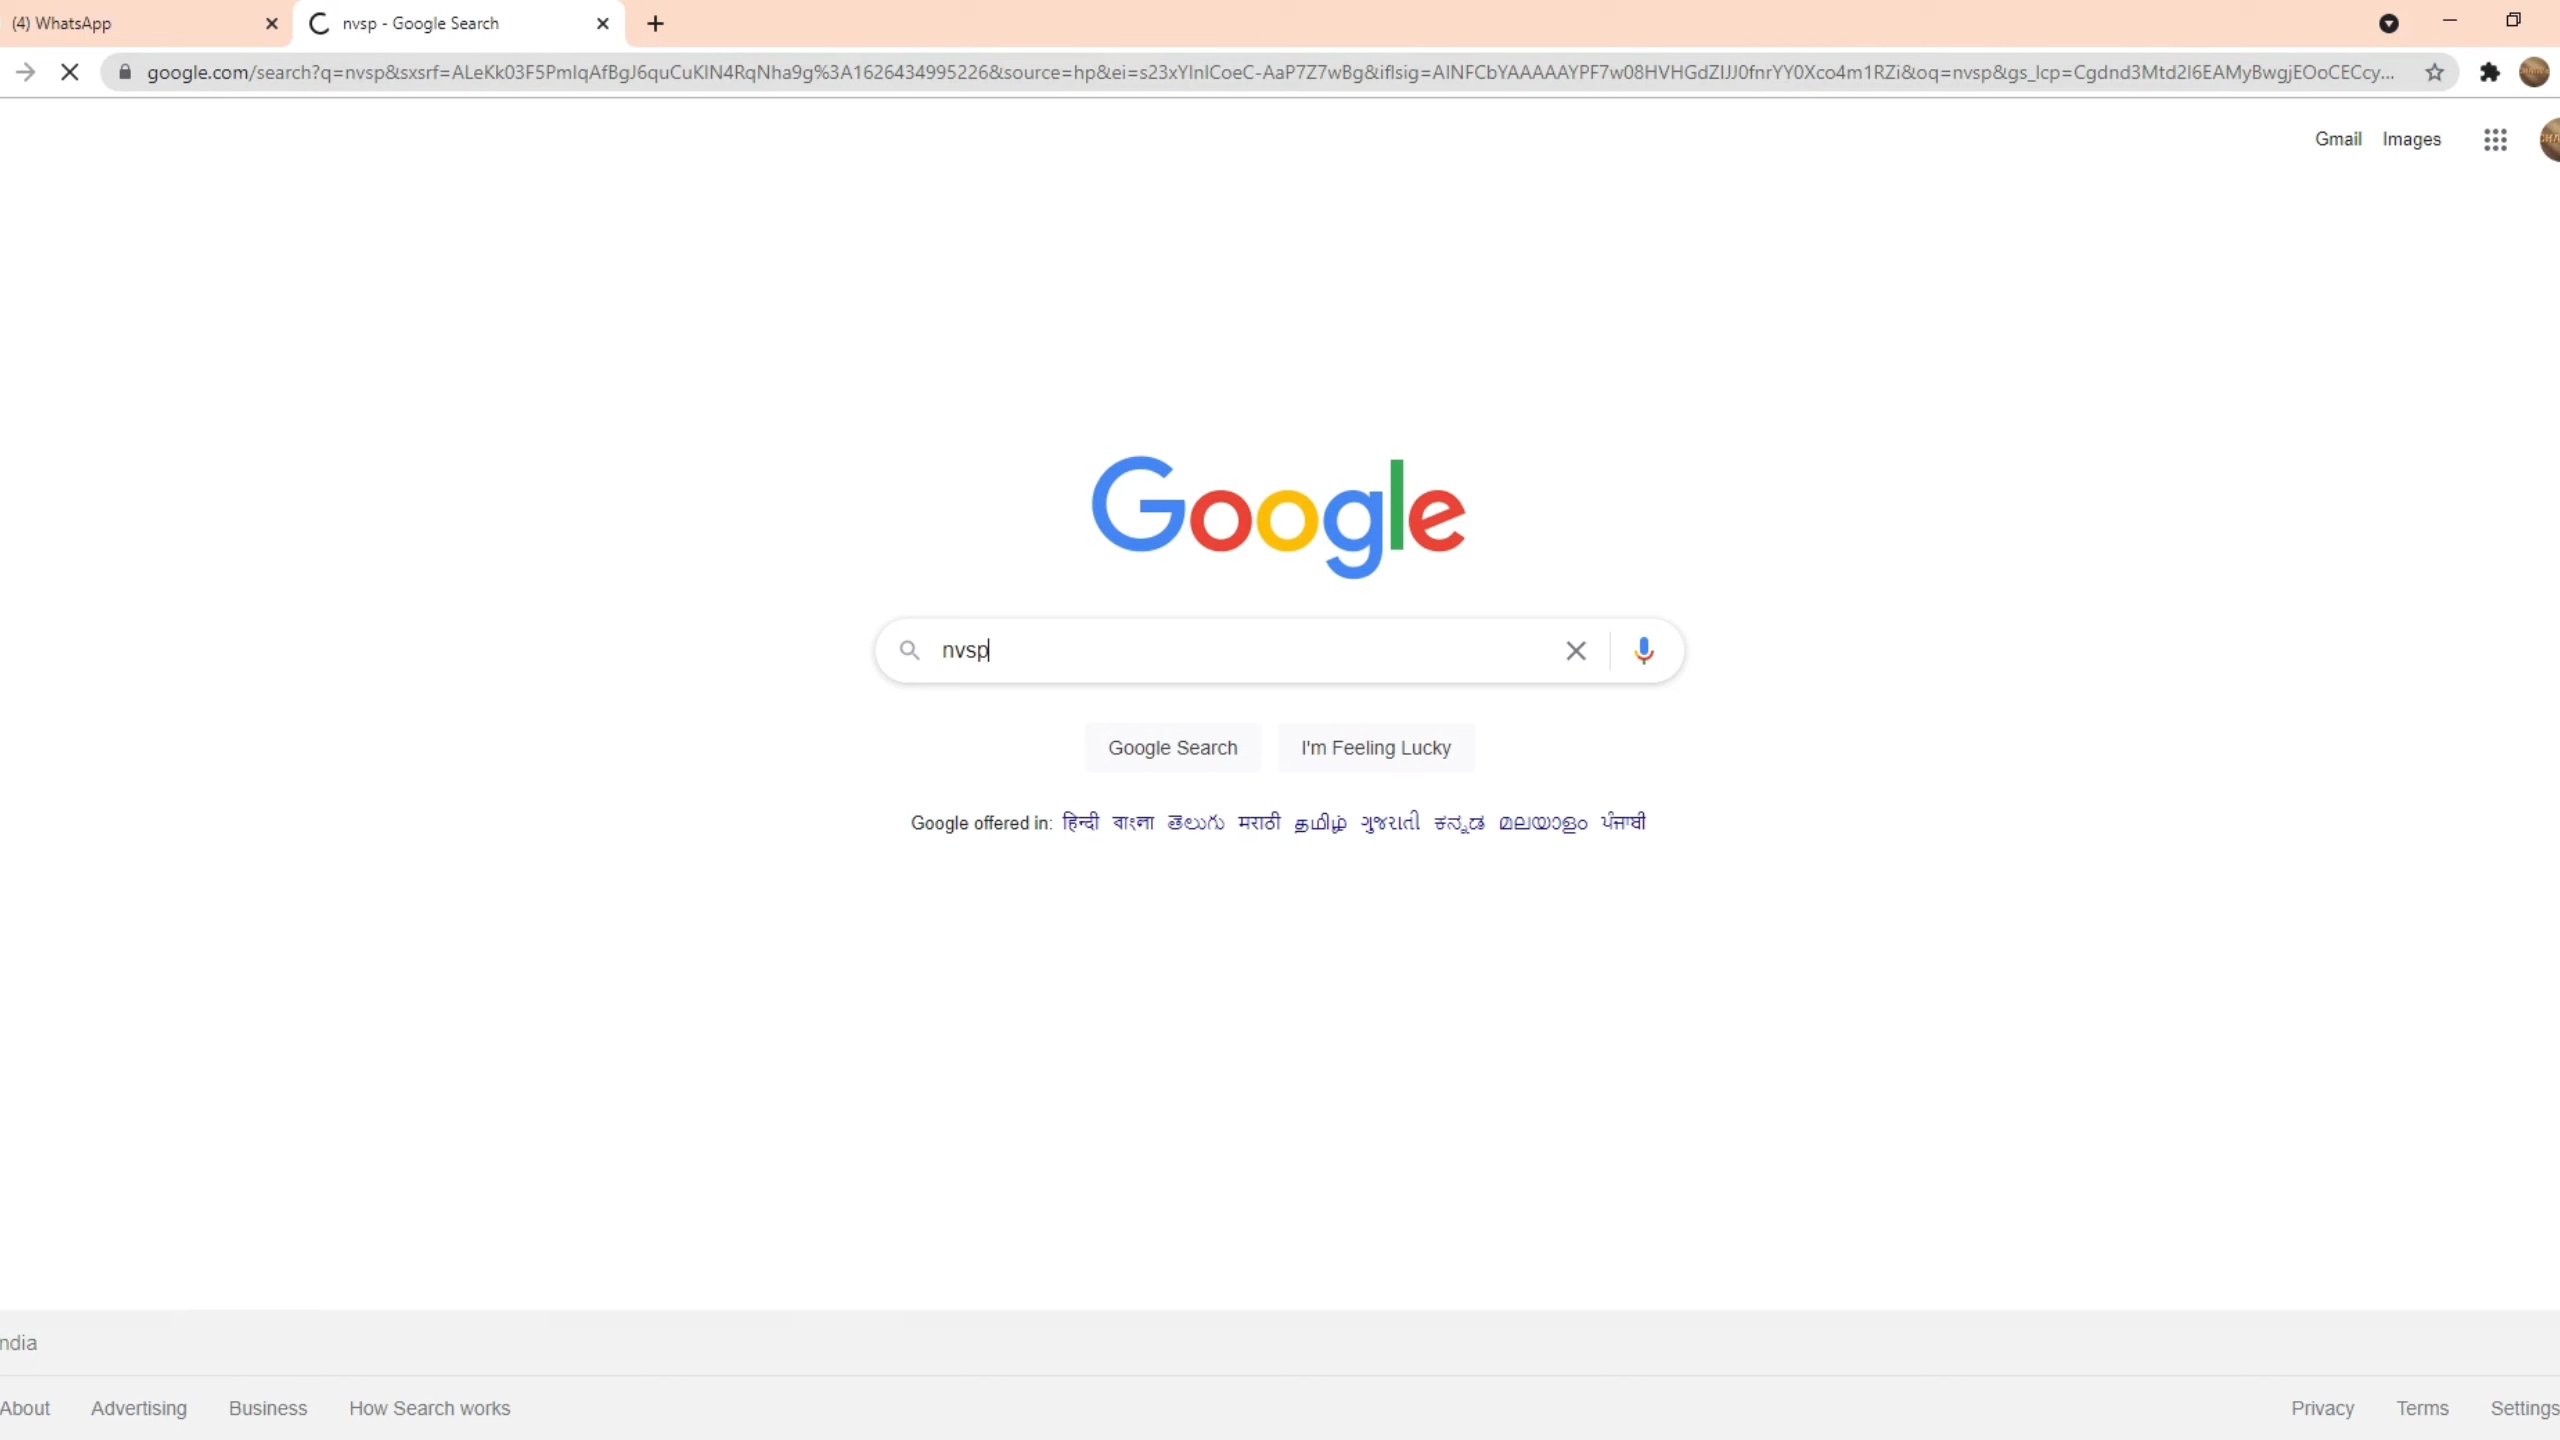 (4) WhatsApp
nvsp - Google Search
google.com/search?q=nvsp&sxsrf=ALeKk03F5PmlqAfBgJ6quCuKIN4RqNha9g%3A1626434995226&source=hp&ei=s23xYInlCoeC-AaP7Z7wBg&iflsig=AINFCbYAAAAAYPF7w08HVHGdZIJJ0fnrYY0Xco4m1RZi&oq=nvsp&gs_lcp=Cgdnd3Mtd2l6EAMyBwgjEOoCECcy...
Gmail Images
Google
nvsp
Google Search I'm Feeling Lucky
Google offered in: हिन्दी বাংলা తెలుగు मराठी தமிழ் ગુજરાતી ಕನ್ನಡ മലയാളം ਪੰਜਾਬੀ
ndia
About Advertising Business How Search works Privacy Terms Settings